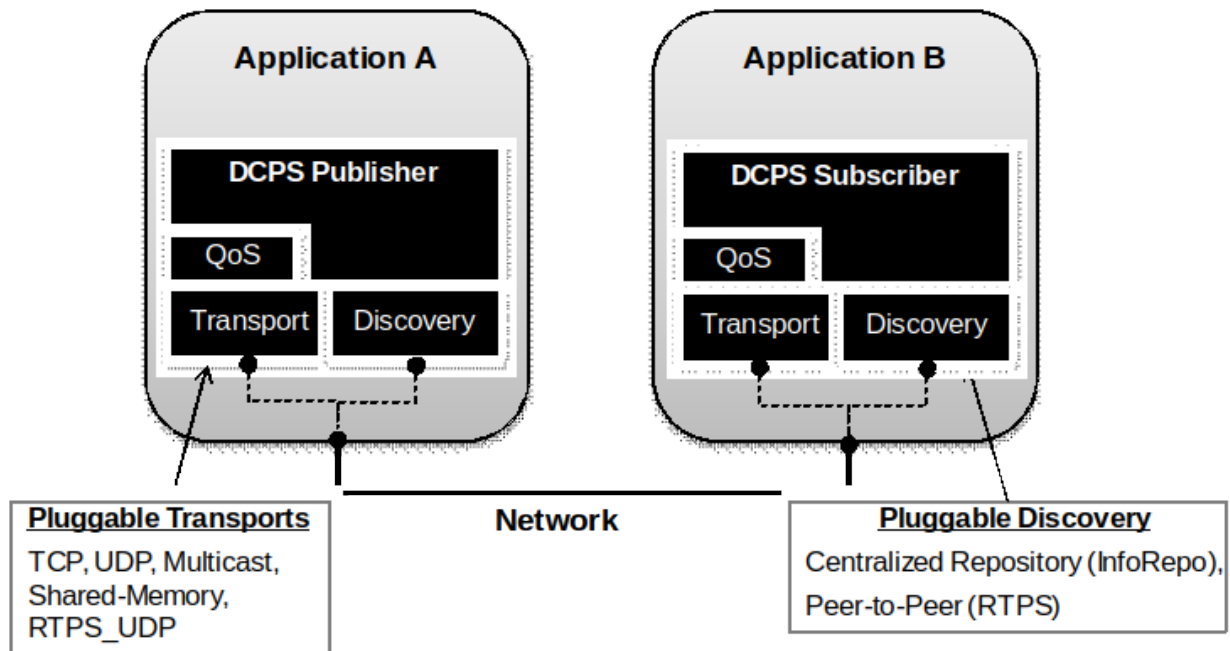 Application A
DCPS Publisher
QoS
Transport
Discovery
Application B
DCPS Subscriber
QoS
Transport
Discovery
Network
Pluggable Transports
TCP, UDP, Multicast,
Shared-Memory,
RTPS_UDP
Pluggable Discovery
Centralized Repository (InfoRepo),
Peer-to-Peer (RTPS)